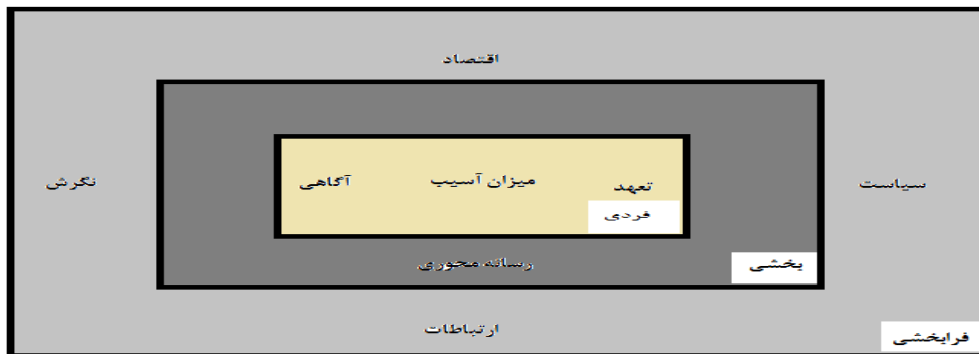 اقتصاد
سیاست
نگرش
تعهد
میزان آسیب
آگاهی
فردی
رسانه محوری
بخشی
ارتباطات
فرابخشی